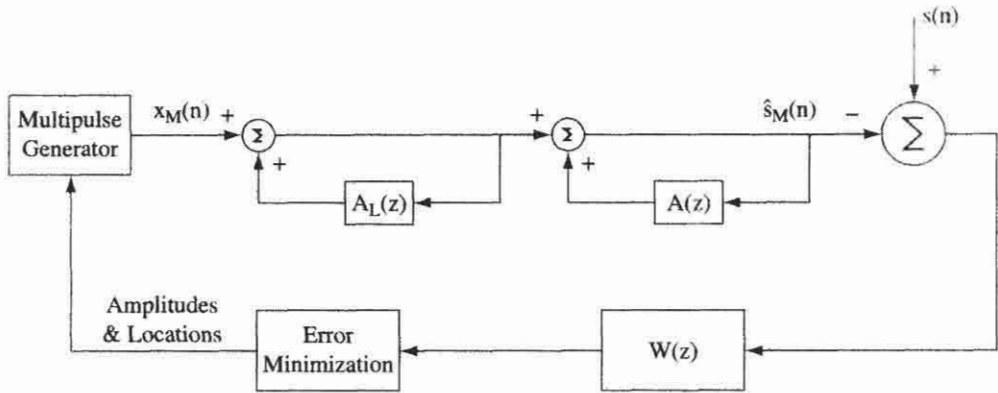 s(n)
+
Multipulse
Generator
x_M(n)
+
Σ
+
A_L(z)
+
Σ
+
A(z)
ŝ_M(n)
−
Σ
Amplitudes
& Locations
Error
Minimization
W(z)